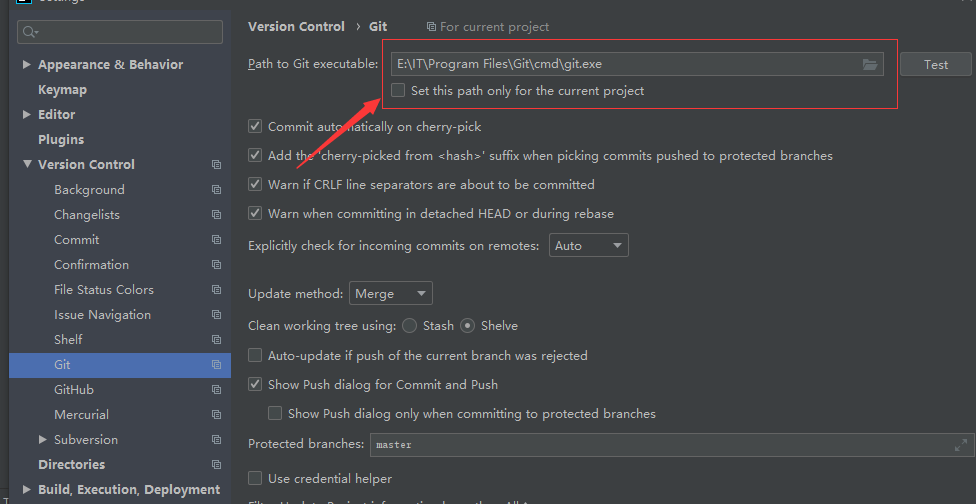 Version Control › Git For current project
Appearance & Behavior
Keymap
Editor
Plugins
Version Control
Background
Changelists
Commit
Confirmation
File Status Colors
Issue Navigation
Shelf
Git
GitHub
Mercurial
Subversion
Directories
Build, Execution, Deployment
Path to Git executable: E:\IT\Program Files\Git\cmd\git.exe Test
Set this path only for the current project
Commit automatically on cherry-pick
Add the 'cherry-picked from <hash>' suffix when picking commits pushed to protected branches
Warn if CRLF line separators are about to be committed
Warn when committing in detached HEAD or during rebase
Explicitly check for incoming commits on remotes: Auto
Update method: Merge
Clean working tree using: Stash Shelve
Auto-update if push of the current branch was rejected
Show Push dialog for Commit and Push
Show Push dialog only when committing to protected branches
Protected branches: master
Use credential helper